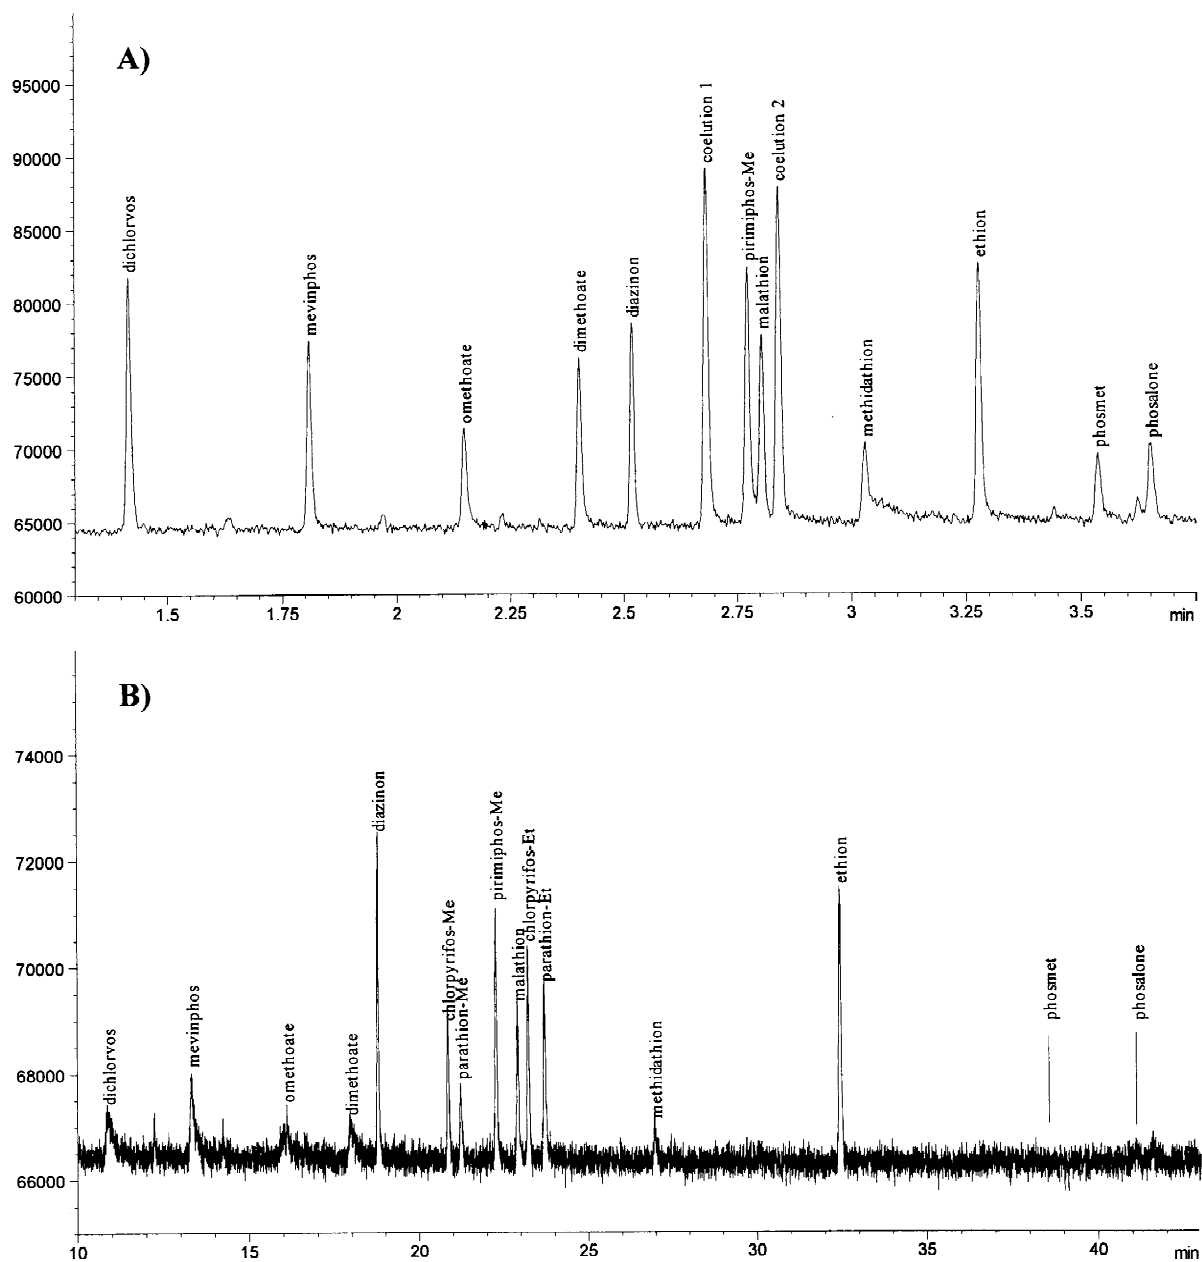 A)
95000
90000
85000
80000
75000
70000
65000
60000
dichlorvos
mevinphos
omethoate
dimethoate
diazinon
coelution 1
pirimiphos-Me
malathion
coelution 2
methidathion
ethion
phosmet
phosalone
1.5
1.75
2
2.25
2.5
2.75
3
3.25
3.5
min
B)
74000
72000
70000
68000
66000
dichlorvos
mevinphos
omethoate
dimethoate
diazinon
chlorpyrifos-Me
parathion-Me
pirimiphos-Me
malathion
chlorpyrifos-Et
parathion-Et
methidathion
ethion
phosmet
phosalone
10
15
20
25
30
35
40
min